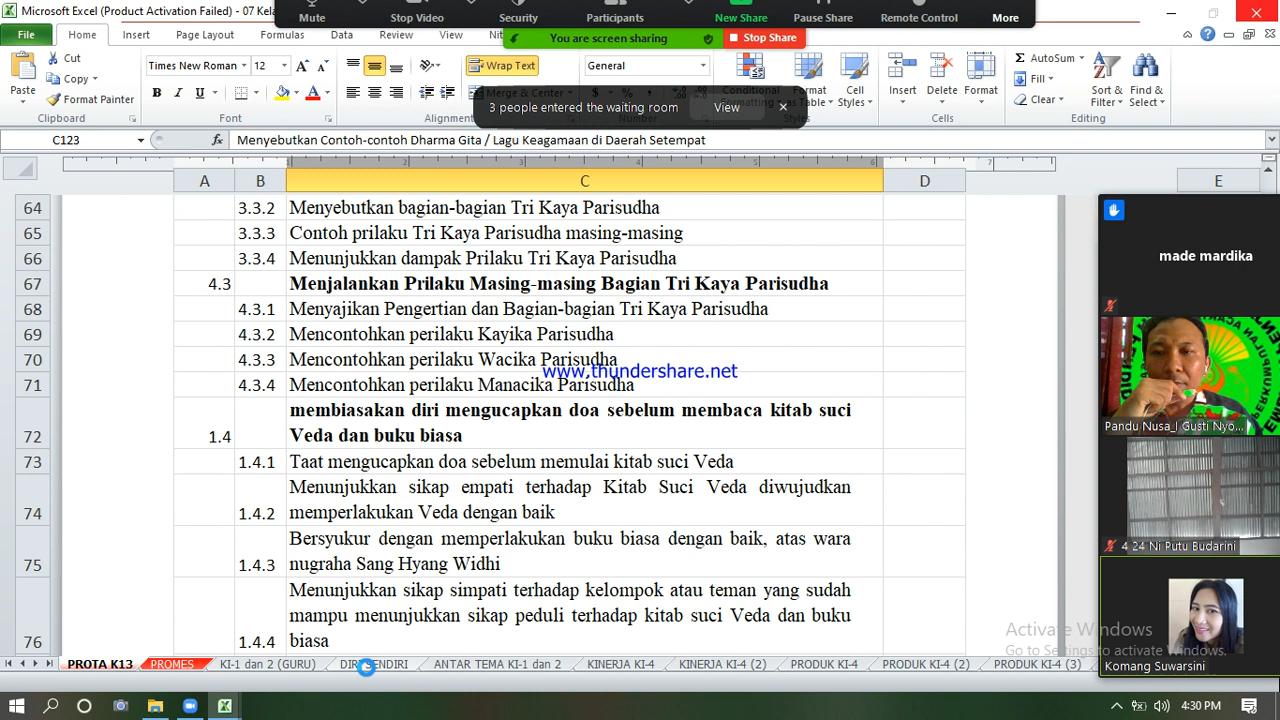 Microsoft Excel (Product Activation Failed) - 07 Kela
Mute
Stop Video
Security
Participants
New Share
Pause Share
Remote Control
More
You are screen sharing
Stop Share
File
Home
Insert
Page Layout
Formulas
Data
Review
View
Cut
Copy
Format Painter
Paste
Clipboard
Times New Roman
12
B I U
Wrap Text
General
Conditional
Format
Cell
Styles
Insert
Delete
Format
Cells
AutoSum
Fill
Clear
Sort &
Filter
Find &
Select
Editing
3 people entered the waiting room
View
C123
fx
Menyebutkan Contoh-contoh Dharma Gita / Lagu Keagamaan di Daerah Setempat
1 2 3 4 5 6 7
A B C D E
64 3.3.2 Menyebutkan bagian-bagian Tri Kaya Parisudha
65 3.3.3 Contoh prilaku Tri Kaya Parisudha masing-masing
66 3.3.4 Menunjukkan dampak Prilaku Tri Kaya Parisudha
67 4.3 Menjalankan Prilaku Masing-masing Bagian Tri Kaya Parisudha
68 4.3.1 Menyajikan Pengertian dan Bagian-bagian Tri Kaya Parisudha
69 4.3.2 Mencontohkan perilaku Kayika Parisudha
70 4.3.3 Mencontohkan perilaku Wacika Parisudha
www.thundershare.net
71 4.3.4 Mencontohkan perilaku Manacika Parisudha
membiasakan diri mengucapkan doa sebelum membaca kitab suci
72 1.4 Veda dan buku biasa
73 1.4.1 Taat mengucapkan doa sebelum memulai kitab suci Veda
Menunjukkan sikap empati terhadap Kitab Suci Veda diwujudkan
74 1.4.2 memperlakukan Veda dengan baik
Bersyukur dengan memperlakukan buku biasa dengan baik, atas wara
75 1.4.3 nugraha Sang Hyang Widhi
Menunjukkan sikap simpati terhadap kelompok atau teman yang sudah
mampu menunjukkan sikap peduli terhadap kitab suci Veda dan buku
76 1.4.4 biasa
made mardika
Pandu Nusa_I Gusti Nyo...
4 24 Ni Putu Budarini
Komang Suwarsini
Activate Windows
Go to Settings to activate Windows.
PROTA K13
PROMES
KI-1 dan 2 (GURU)
ANTAR TEMA KI-1 dan 2
KINERJA KI-4
KINERJA KI-4 (2)
PRODUK KI-4
PRODUK KI-4 (2)
PRODUK KI-4 (3)
4:30 PM